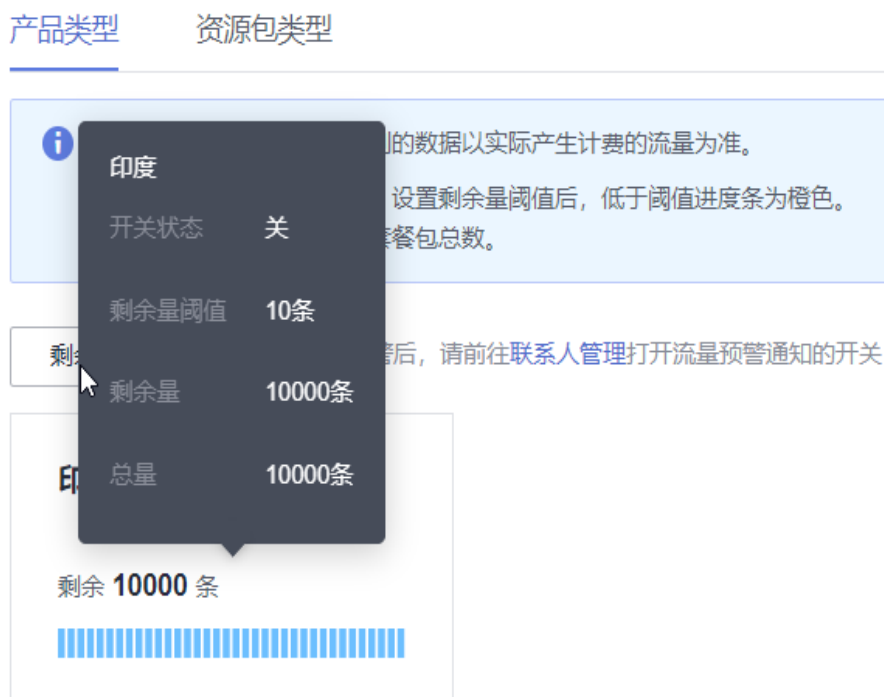 产品类型 资源包类型
的数据以实际产生计费的流量为准。
设置剩余量阈值后，低于阈值进度条为橙色。
餐包总数。
印度
开关状态 关
剩余量阈值 10条
剩余量 10000条
总量 10000条
剩
后，请前往联系人管理打开流量预警通知的开关
剩余 10000 条